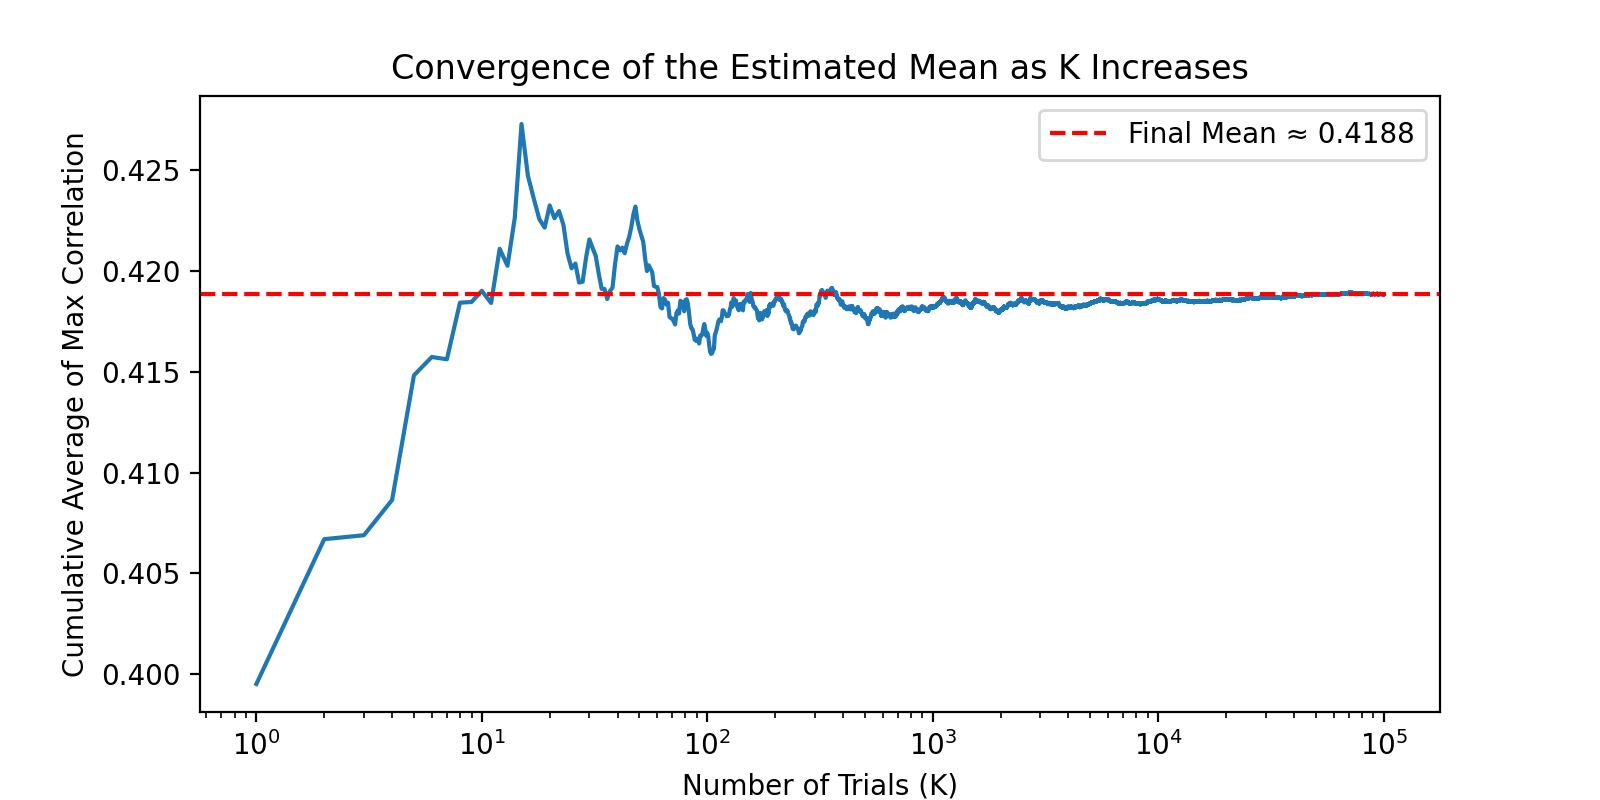 Convergence of the Estimated Mean as K Increases
Final Mean ≈ 0.4188
Cumulative Average of Max Correlation
0.425
0.420
0.415
0.410
0.405
0.400
10⁰ 10¹ 10² 10³ 10⁴ 10⁵
Number of Trials (K)